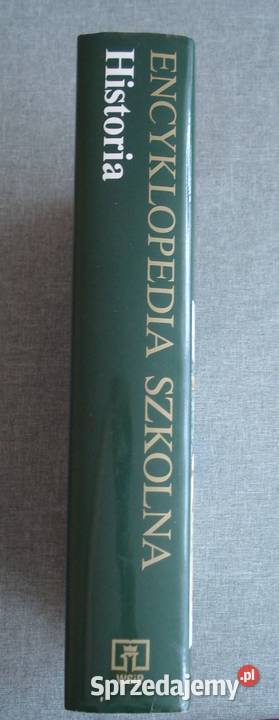 ENCYKLOPEDIA SZKOLNA
Historia
WSiP
Sprzedajemy.pl